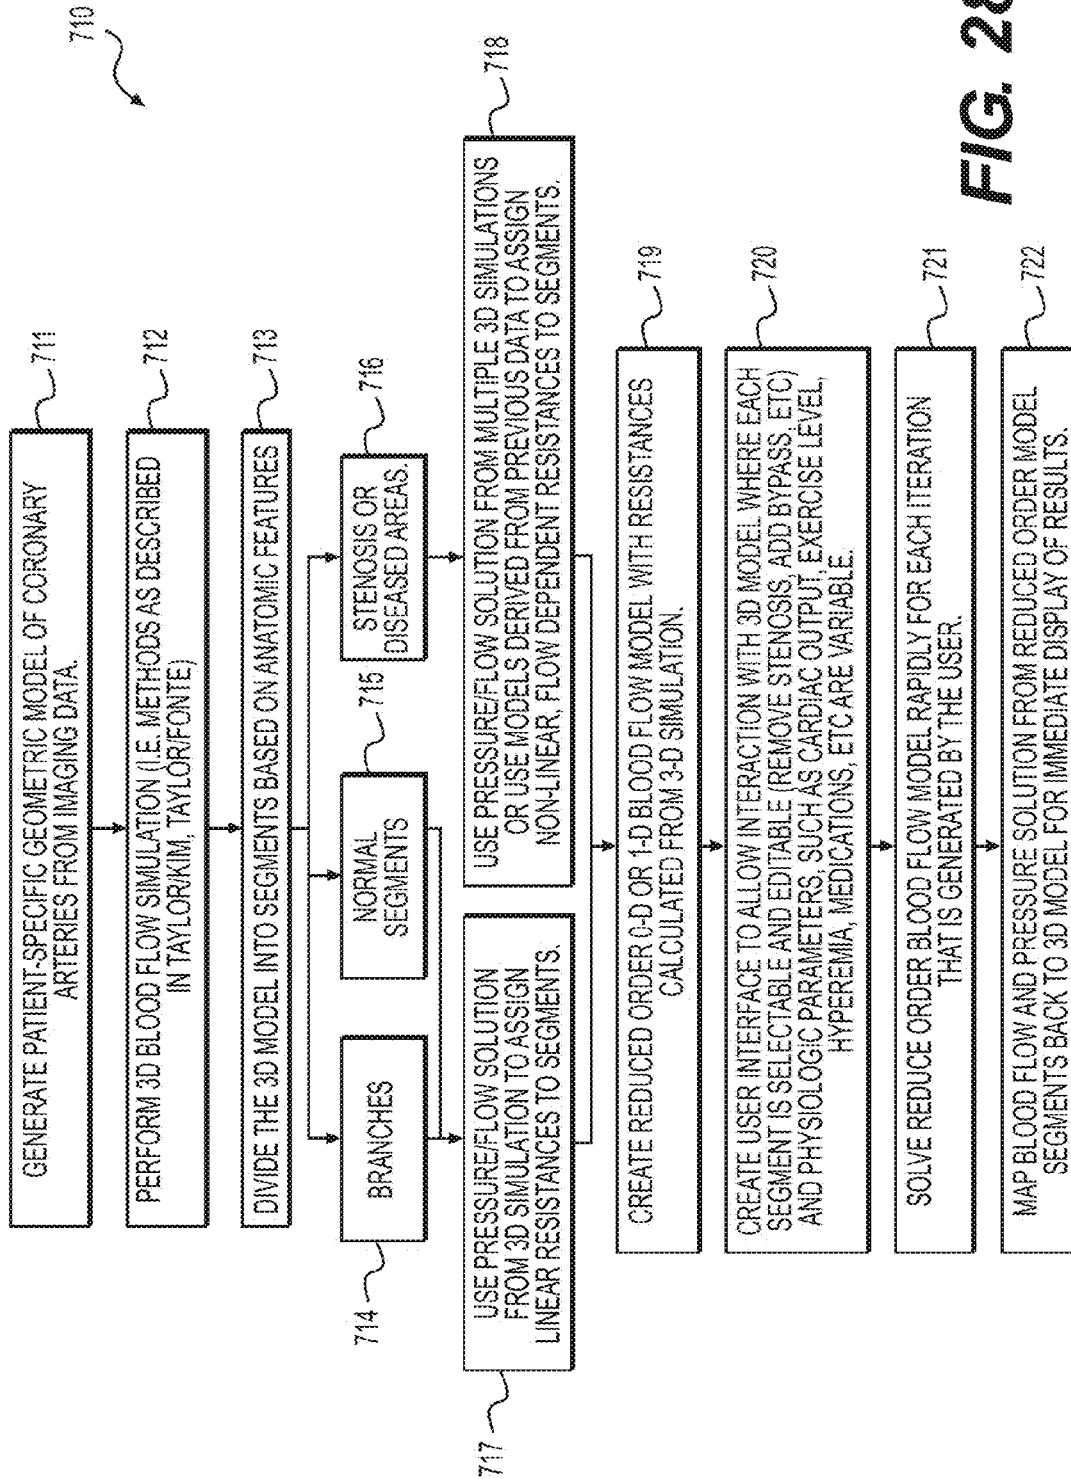 710
GENERATE PATIENT-SPECIFIC GEOMETRIC MODEL OF CORONARY
ARTERIES FROM IMAGING DATA.
711
PERFORM 3D BLOOD FLOW SIMULATION (I.E. METHODS AS DESCRIBED
IN TAYLOR/KIM, TAYLOR/FONTE)
712
DIVIDE THE 3D MODEL INTO SEGMENTS BASED ON ANATOMIC FEATURES
713
714
BRANCHES
NORMAL
SEGMENTS
715
STENOSIS OR
DISEASED AREAS.
716
717
USE PRESSURE/FLOW SOLUTION
FROM 3D SIMULATION TO ASSIGN
LINEAR RESISTANCES TO SEGMENTS.
USE PRESSURE/FLOW SOLUTION FROM MULTIPLE 3D SIMULATIONS
OR USE MODELS DERIVED FROM PREVIOUS DATA TO ASSIGN
NON-LINEAR, FLOW DEPENDENT RESISTANCES TO SEGMENTS.
718
CREATE REDUCED ORDER 0-D OR 1-D BLOOD FLOW MODEL WITH RESISTANCES
CALCULATED FROM 3-D SIMULATION.
719
CREATE USER INTERFACE TO ALLOW INTERACTION WITH 3D MODEL WHERE EACH
SEGMENT IS SELECTABLE AND EDITABLE (REMOVE STENOSIS, ADD BYPASS, ETC)
AND PHYSIOLOGIC PARAMETERS, SUCH AS CARDIAC OUTPUT, EXERCISE LEVEL,
HYPEREMIA, MEDICATIONS, ETC ARE VARIABLE.
720
SOLVE REDUCE ORDER BLOOD FLOW MODEL RAPIDLY FOR EACH ITERATION
THAT IS GENERATED BY THE USER.
721
MAP BLOOD FLOW AND PRESSURE SOLUTION FROM REDUCED ORDER MODEL
SEGMENTS BACK TO 3D MODEL FOR IMMEDIATE DISPLAY OF RESULTS.
722
FIG. 28